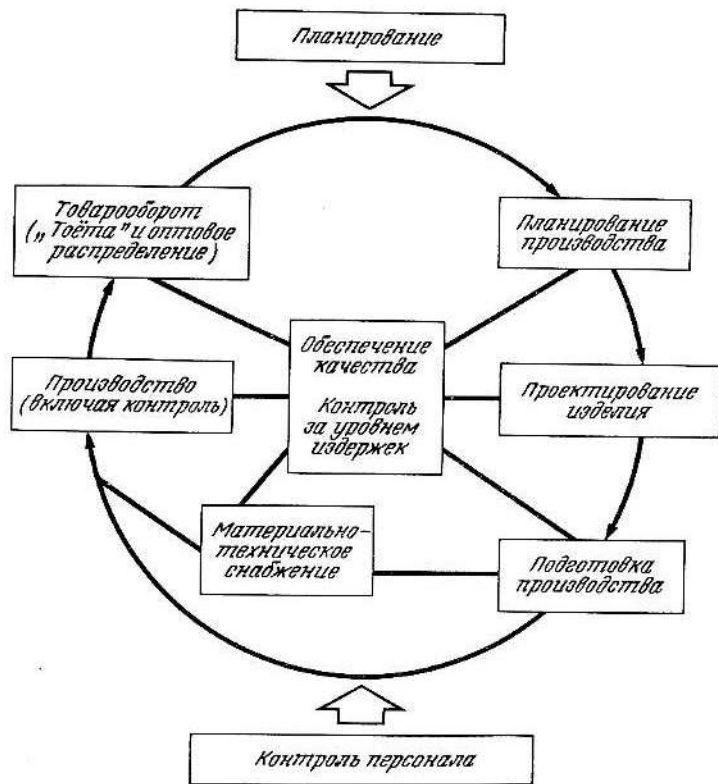 Планирование
Товарооборот
(„Тоёта" и оптовое
распределение)
Планирование
производства
Обеспечение
качества
Контроль
за уровнем
издержек
Производство
(включая контроль)
Проектирование
изделия
Материально-
техническое
снабжение
Подготовка
производства
Контроль персонала